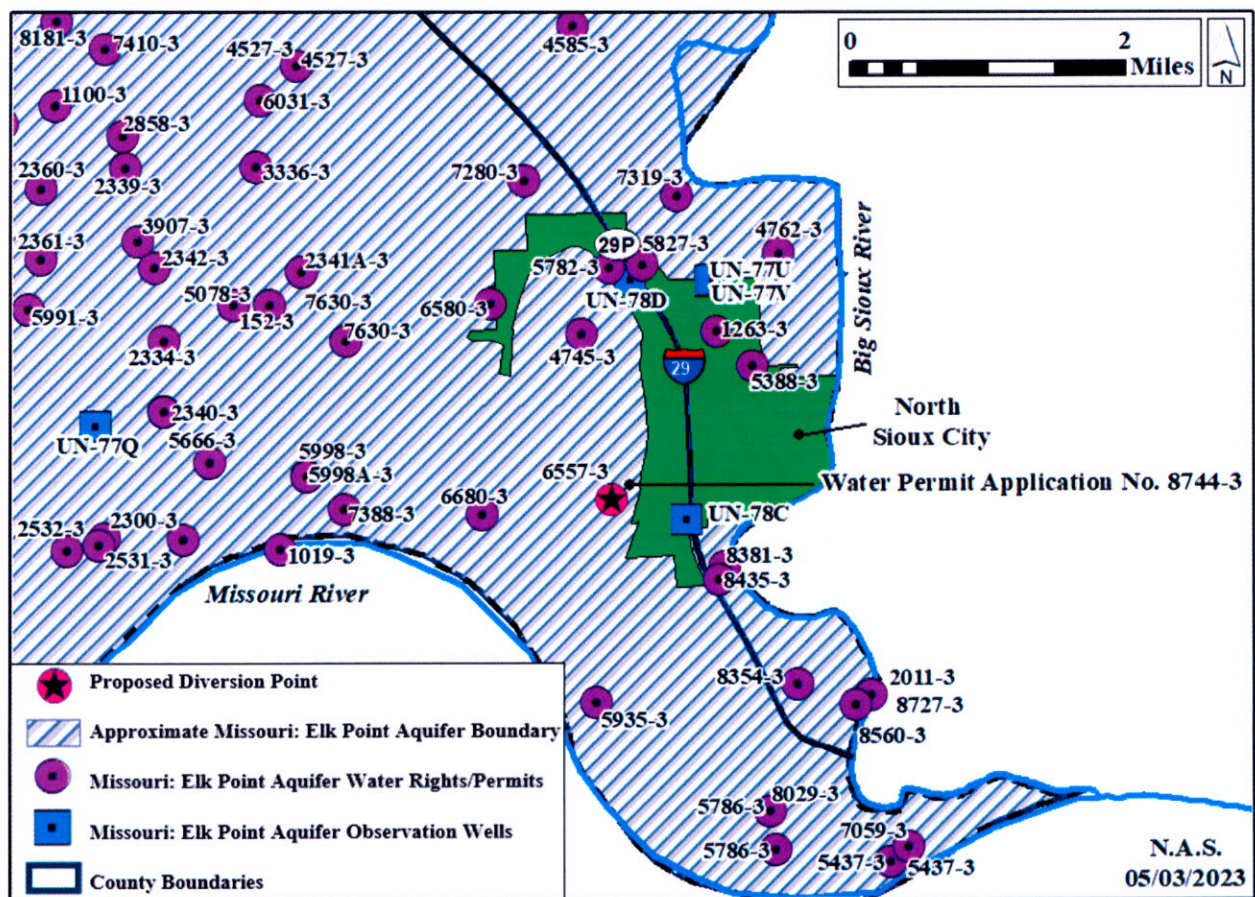 8181-3
7410-3
4527-3
4527-3
4585-3
0
2
Miles
N
1100-3
6031-3
2858-3
2360-3
2339-3
3336-3
7280-3
7319-3
3907-3
2361-3
2342-3
2341A-3
29P
5827-3
4762-3
5782-3
UN-77U
UN-78D
UN-77V
Big Sioux River
5991-3
5078-3
152-3
7630-3
7630-3
6580-3
4745-3
1263-3
2334-3
29
5388-3
2340-3
UN-77Q
5666-3
5998-3
5998A-3
6557-3
North
Sioux City
Water Permit Application No. 8744-3
7388-3
6680-3
UN-78C
2532-3
2300-3
2531-3
1019-3
8381-3
8435-3
Missouri River
8354-3
2011-3
8727-3
8560-3
5935-3
8029-3
5786-3
5786-3
7059-3
5437-3
5437-3
Proposed Diversion Point
Approximate Missouri: Elk Point Aquifer Boundary
Missouri: Elk Point Aquifer Water Rights/Permits
Missouri: Elk Point Aquifer Observation Wells
County Boundaries
N.A.S.
05/03/2023